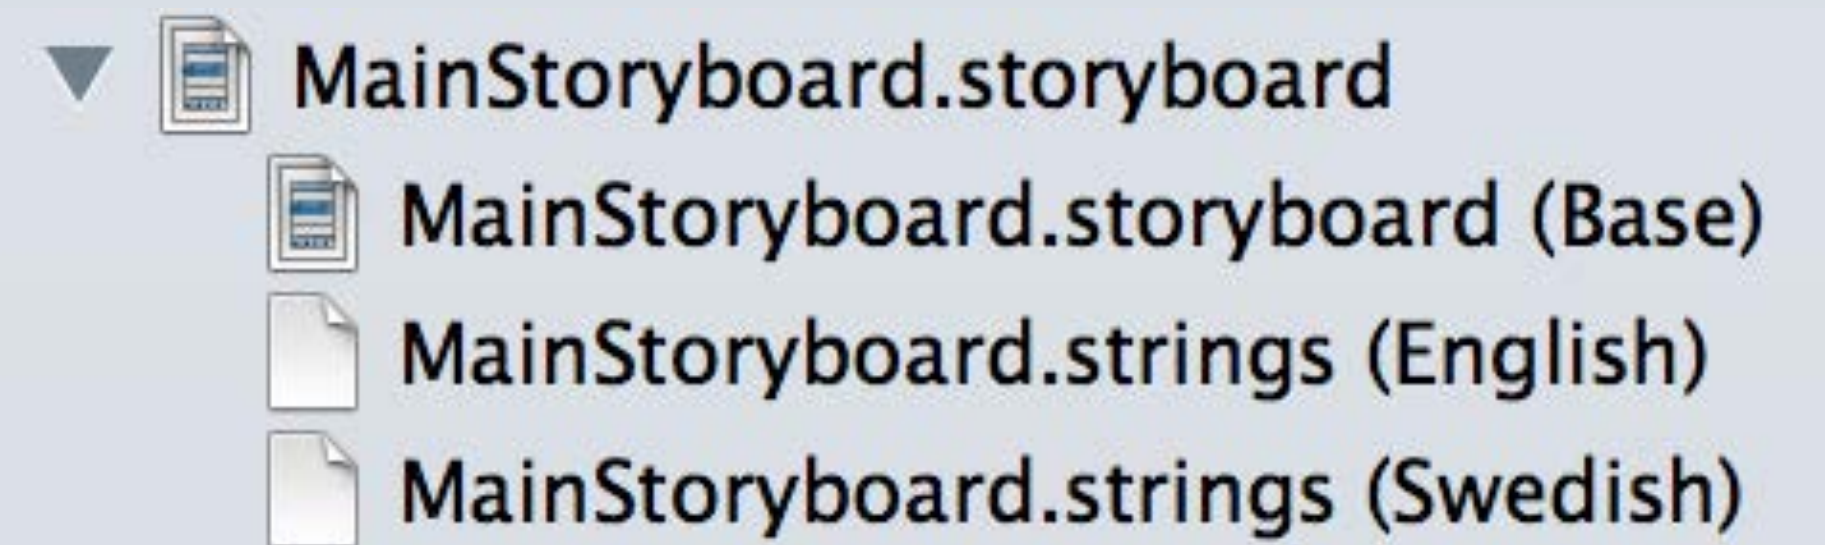 MainStoryboard.storyboard
MainStoryboard.storyboard (Base)
MainStoryboard.strings (English)
MainStoryboard.strings (Swedish)